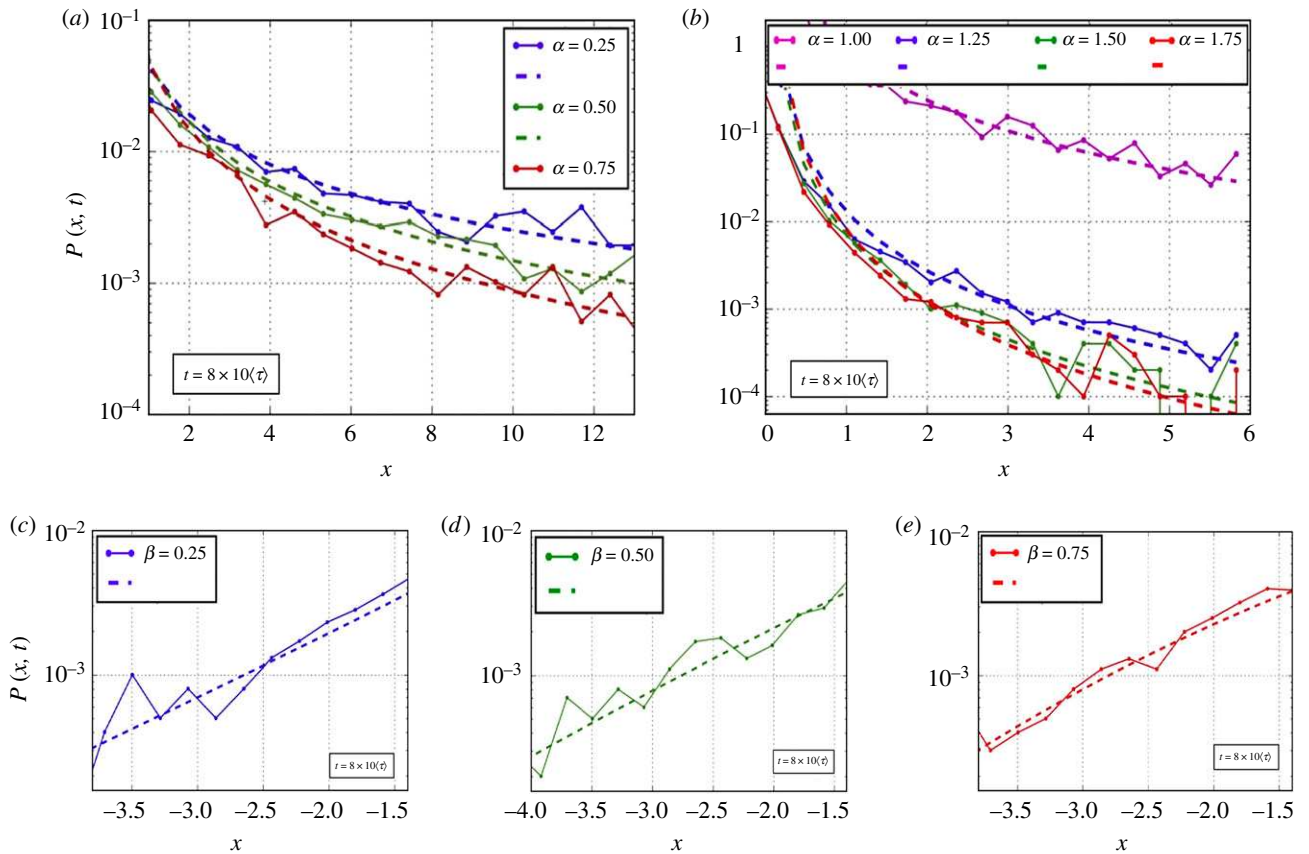 (a)
10⁻¹
10⁻²
10⁻³
10⁻⁴
P (x, t)
α = 0.25
α = 0.50
α = 0.75
t = 8 × 10⟨τ⟩
2 4 6 8 10 12
x
(b)
1
10⁻¹
10⁻²
10⁻³
10⁻⁴
α = 1.00 α = 1.25 α = 1.50 α = 1.75
t = 8 × 10⟨τ⟩
0 1 2 3 4 5 6
x
(c)
10⁻²
10⁻³
P (x, t)
β = 0.25
t = 8 × 10⟨τ⟩
−3.5 −3.0 −2.5 −2.0 −1.5
x
(d)
10⁻²
10⁻³
β = 0.50
t = 8 × 10⟨τ⟩
−4.0 −3.5 −3.0 −2.5 −2.0 −1.5
x
(e)
10⁻²
10⁻³
β = 0.75
t = 8 × 10⟨τ⟩
−3.5 −3.0 −2.5 −2.0 −1.5
x